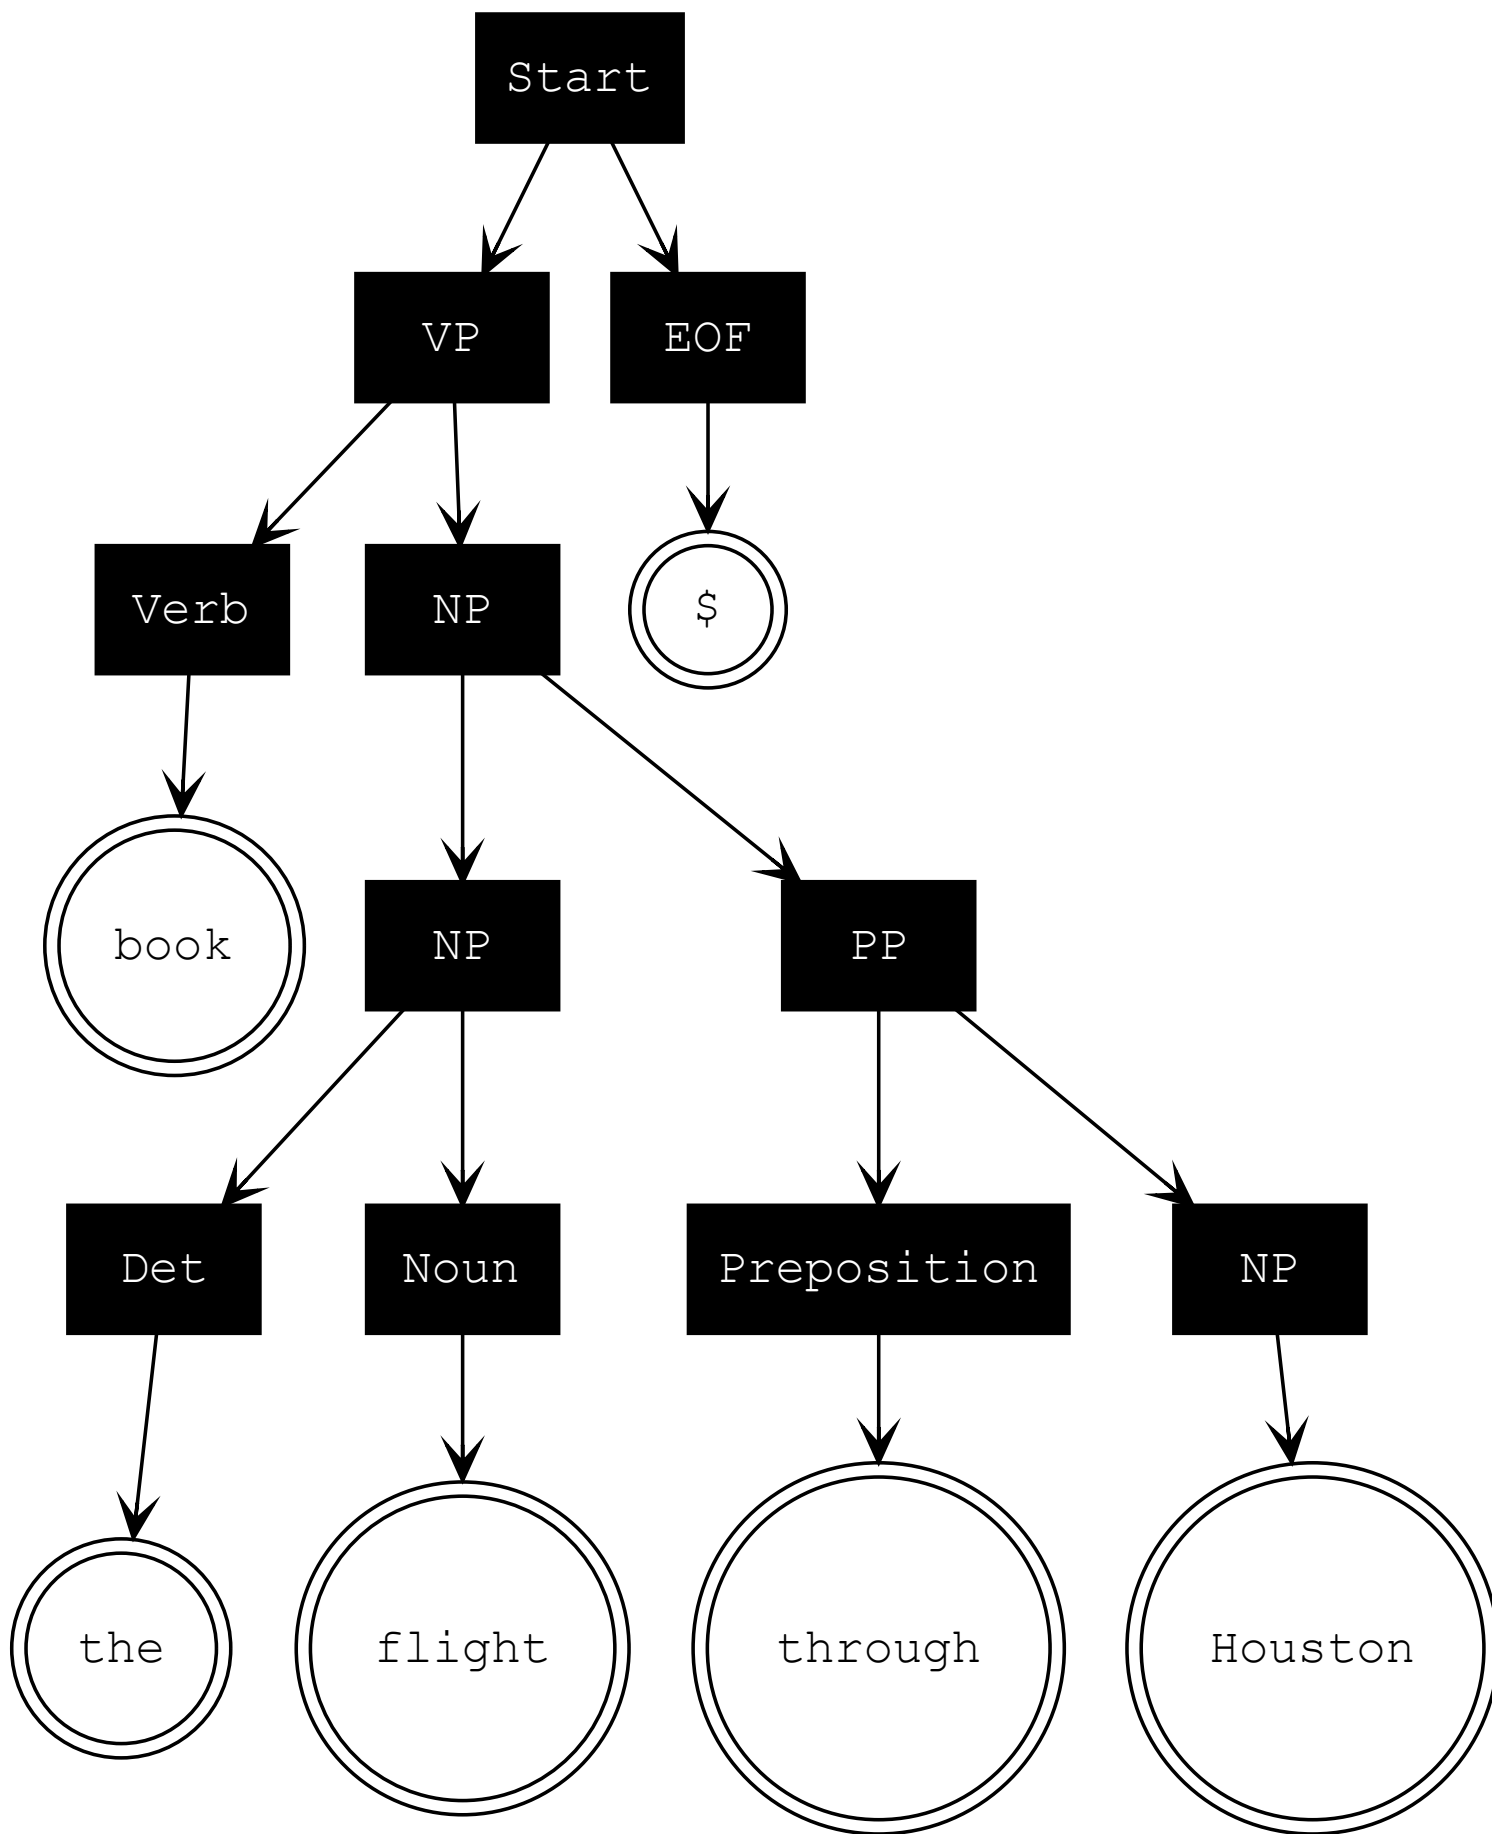 Start
VP
EOF
Verb
NP
$
book
NP
PP
Det
Noun
Preposition
NP
the
flight
through
Houston